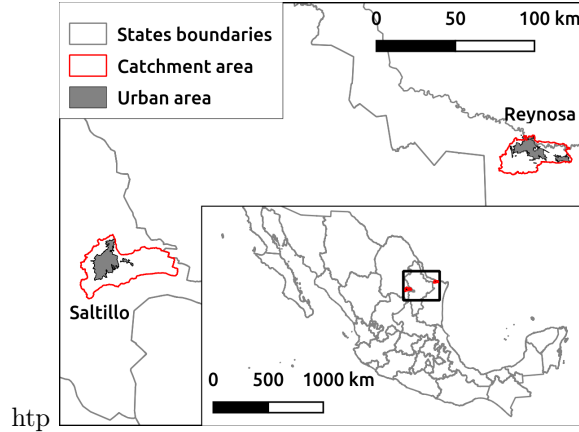 0 50 100 km
States boundaries
Catchment area
Urban area
Reynosa
Saltillo
0 500 1000 km
htp